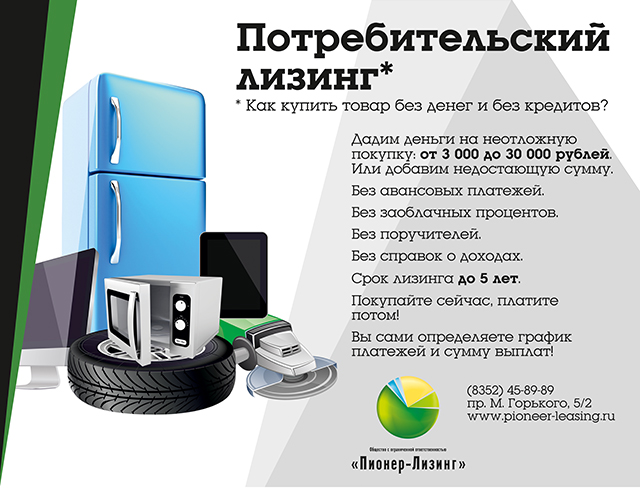 Потребительский
лизинг*
* Как купить товар без денег и без кредитов?
Дадим деньги на неотложную
покупку: от 3 000 до 30 000 рублей.
Или добавим недостающую сумму.
Без авансовых платежей.
Без заоблачных процентов.
Без поручителей.
Без справок о доходах.
Срок лизинга до 5 лет.
Покупайте сейчас, платите
потом!
Вы сами определяете график
платежей и сумму выплат!
(8352) 45-89-89
пр. М. Горького, 5/2
www.pioneer-leasing.ru
Общество с ограниченной ответственностью
«Пионер-Лизинг»